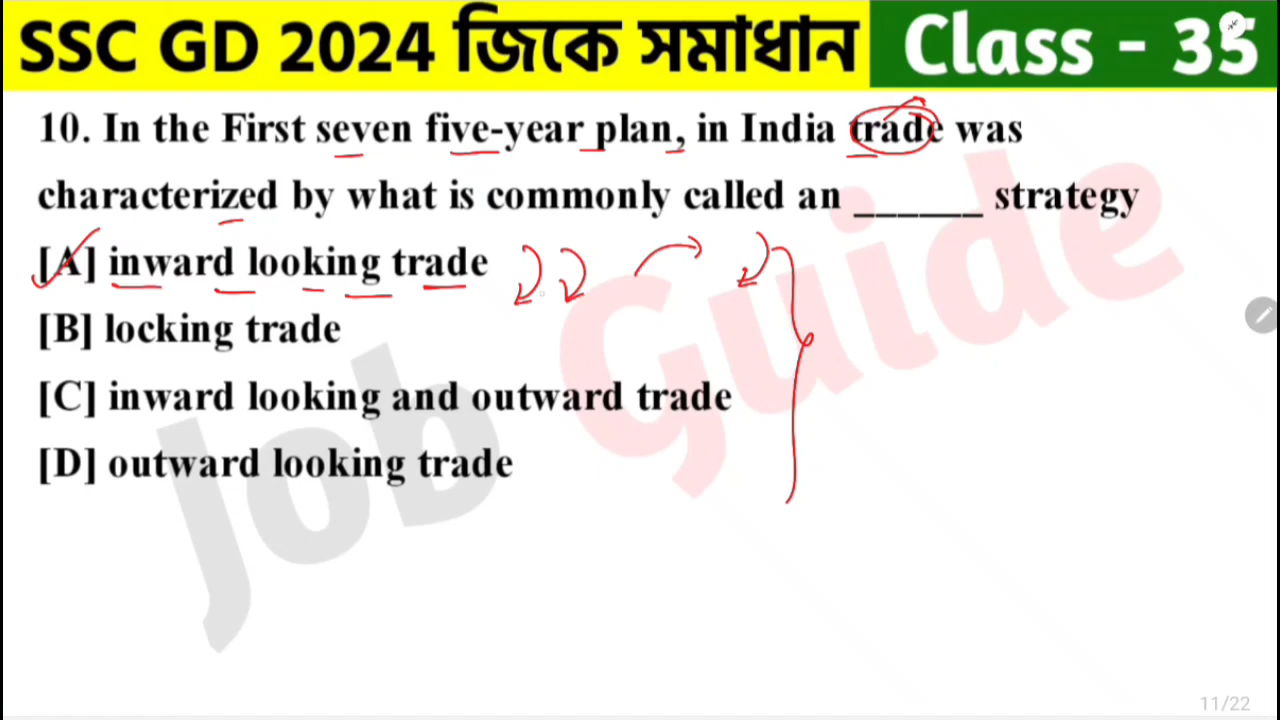 SSC GD 2024 জিকে সমাধান Class - 35
10. In the First seven five-year plan, in India trade was
characterized by what is commonly called an ______ strategy
[A] inward looking trade
[B] locking trade
[C] inward looking and outward trade
[D] outward looking trade
Job Guide
11/22